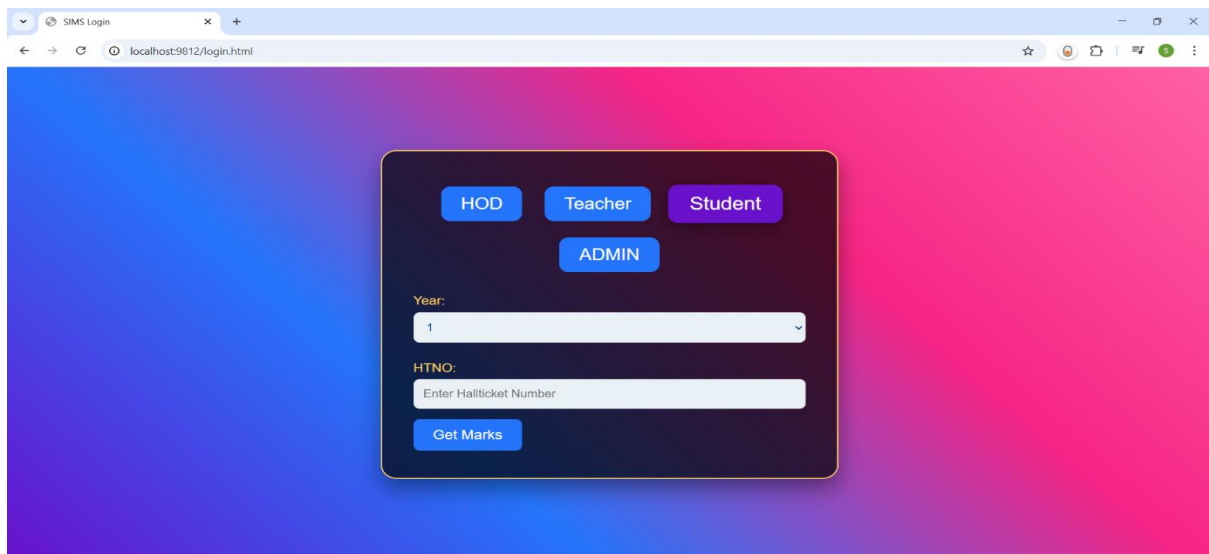 SIMS Login
localhost:9812/login.html
S
HOD Teacher Student
ADMIN
Year:
1
HTNO:
Enter Hallticket Number
Get Marks